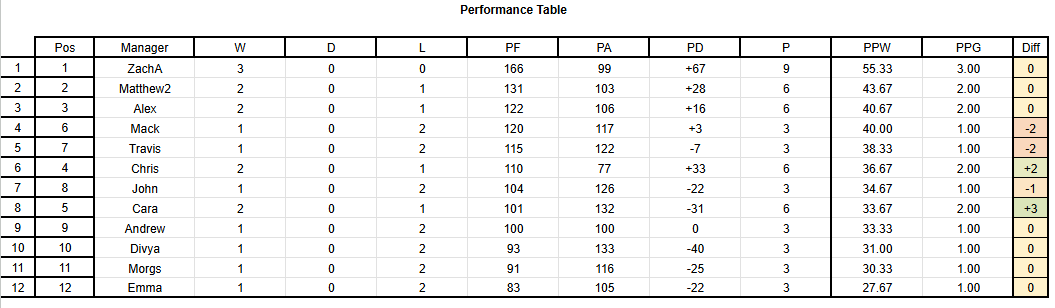 Performance Table
Pos Manager W D L PF PA PD P PPW PPG Diff
1 1 ZachA 3 0 0 166 99 +67 9 55.33 3.00 0
2 2 Matthew2 2 0 1 131 103 +28 6 43.67 2.00 0
3 3 Alex 2 0 1 122 106 +16 6 40.67 2.00 0
4 6 Mack 1 0 2 120 117 +3 3 40.00 1.00 -2
5 7 Travis 1 0 2 115 122 -7 3 38.33 1.00 -2
6 4 Chris 2 0 1 110 77 +33 6 36.67 2.00 +2
7 8 John 1 0 2 104 126 -22 3 34.67 1.00 -1
8 5 Cara 2 0 1 101 132 -31 6 33.67 2.00 +3
9 9 Andrew 1 0 2 100 100 0 3 33.33 1.00 0
10 10 Divya 1 0 2 93 133 -40 3 31.00 1.00 0
11 11 Morgs 1 0 2 91 116 -25 3 30.33 1.00 0
12 12 Emma 1 0 2 83 105 -22 3 27.67 1.00 0